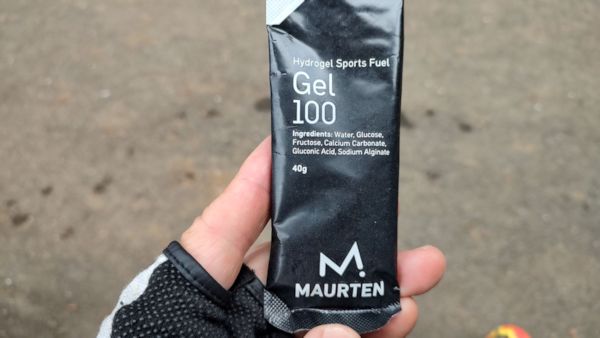 Hydrogel Sports Fuel
Gel
100
Ingredients: Water, Glucose,
Fructose, Calcium Carbonate,
Gluconic Acid, Sodium Alginate
40g
MAURTEN